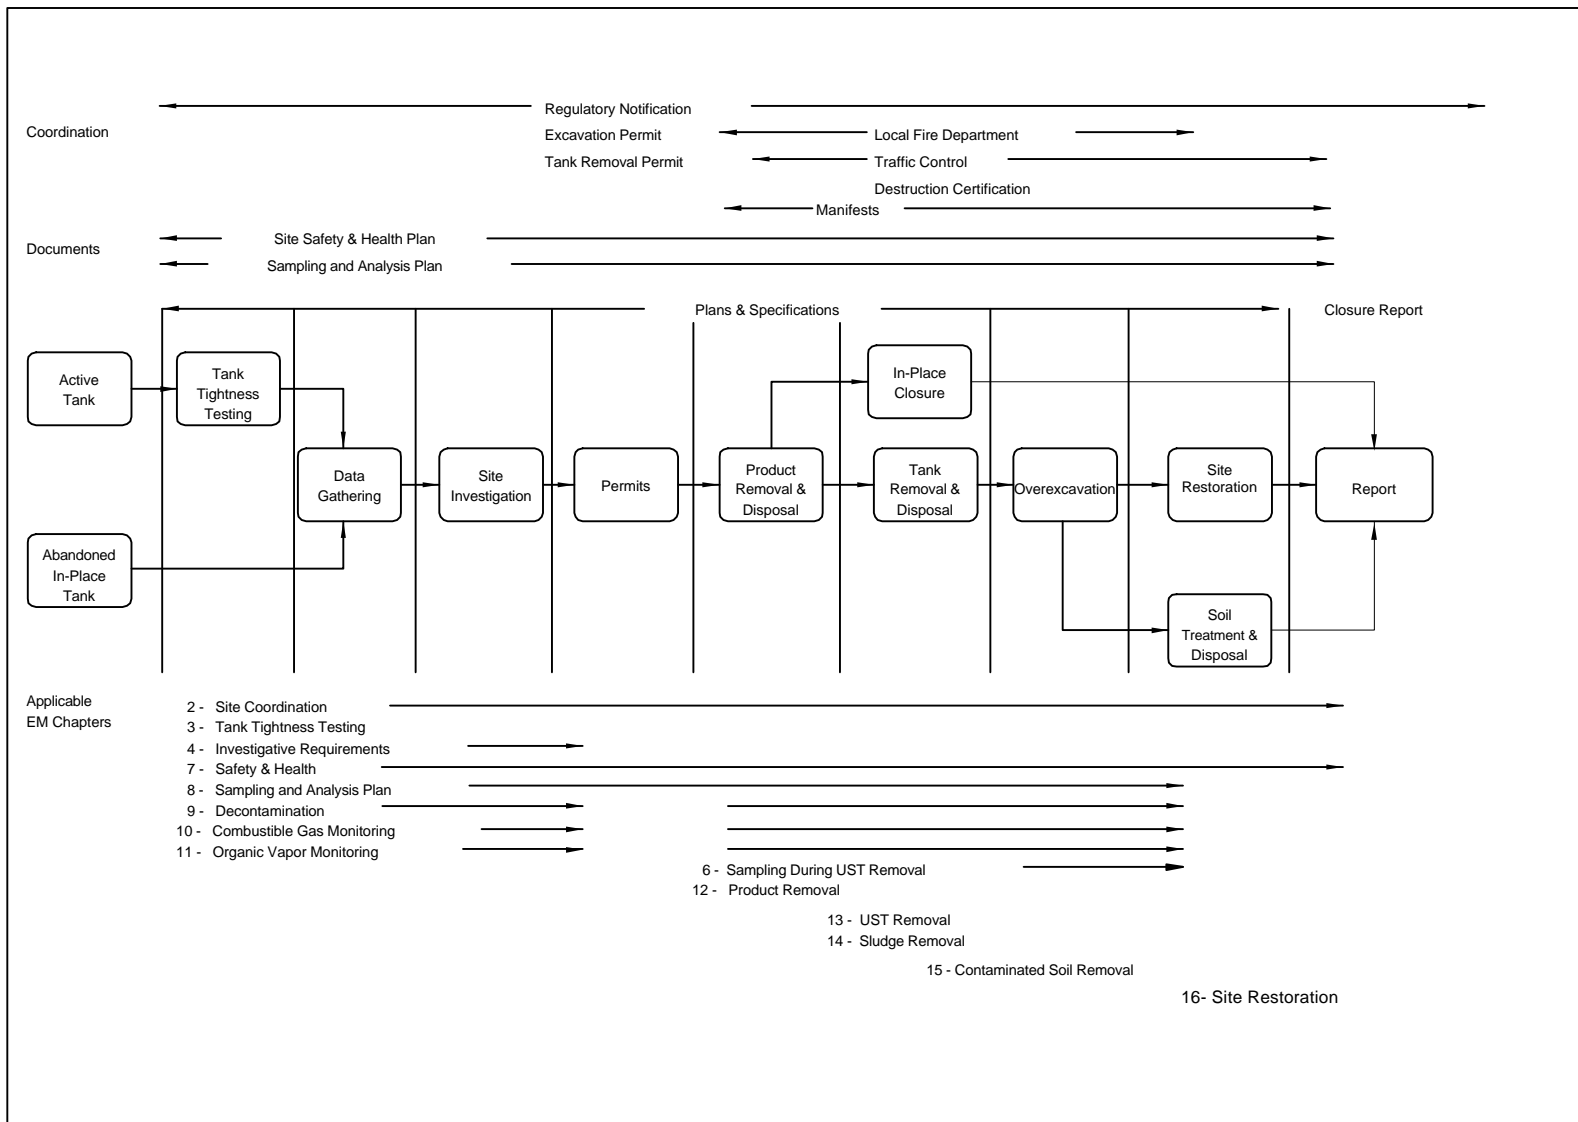 Regulatory Notification
Coordination
Excavation Permit
Local Fire Department
Tank Removal Permit
Traffic Control
Destruction Certification
Manifests
Documents
Site Safety & Health Plan
Sampling and Analysis Plan
Plans & Specifications
Closure Report
Active
Tank
Tank
Tightness
Testing
In-Place
Closure
Data
Gathering
Site
Investigation
Permits
Product
Removal &
Disposal
Tank
Removal &
Disposal
Overexcavation
Site
Restoration
Report
Abandoned
In-Place
Tank
Soil
Treatment &
Disposal
Applicable
EM Chapters
2 - Site Coordination
3 - Tank Tightness Testing
4 - Investigative Requirements
7 - Safety & Health
8 - Sampling and Analysis Plan
9 - Decontamination
10 - Combustible Gas Monitoring
11 - Organic Vapor Monitoring
6 - Sampling During UST Removal
12 - Product Removal
13 - UST Removal
14 - Sludge Removal
15 - Contaminated Soil Removal
16- Site Restoration